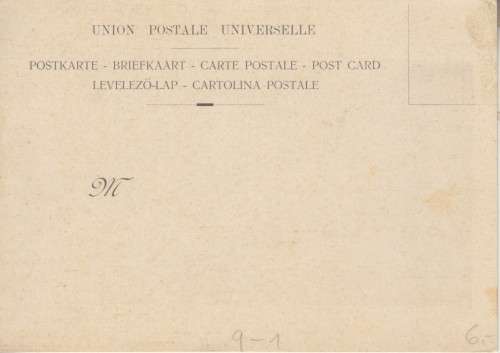 UNION POSTALE UNIVERSELLE
POSTKARTE - BRIEFKAART - CARTE POSTALE - POST CARD
LEVELEZŐ-LAP - CARTOLINA POSTALE
M
9-1
6.-